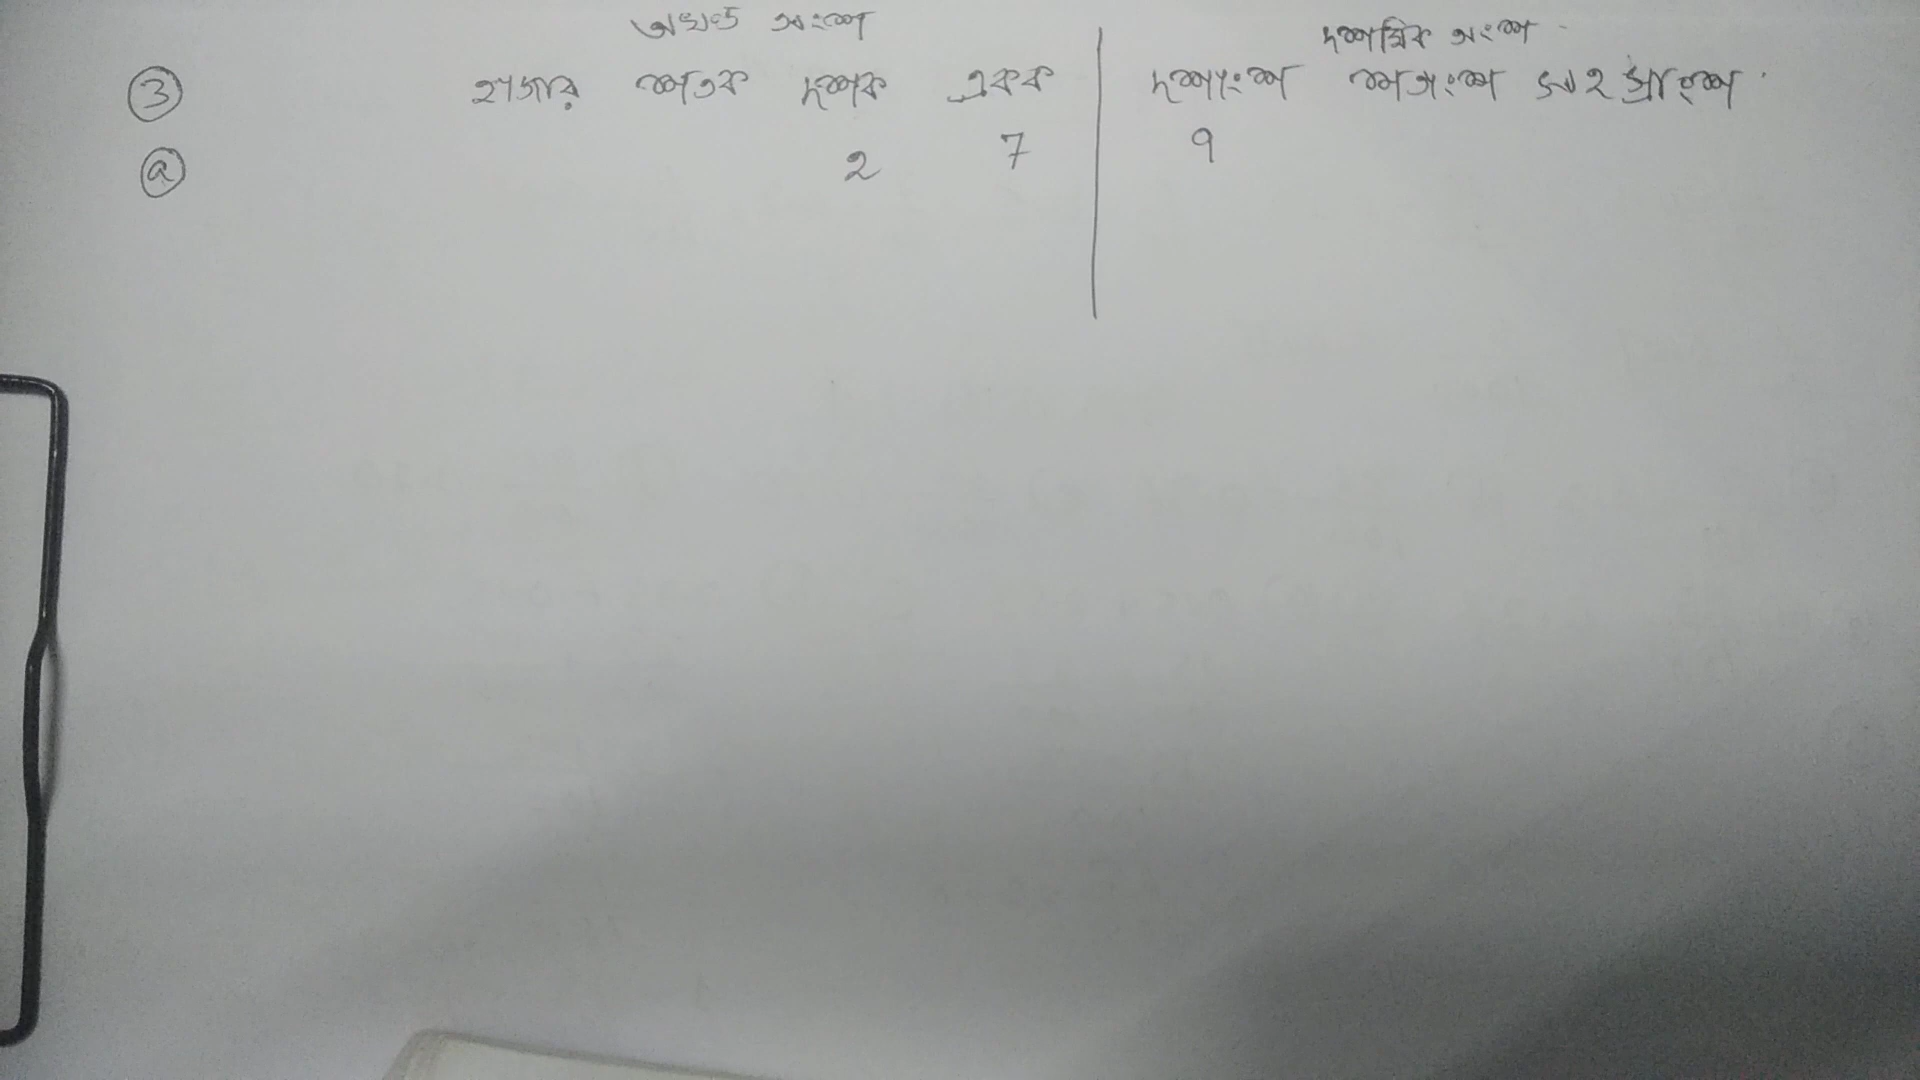 অখণ্ড অংশ দশমিক অংশ
③ হাজার শতক দশক একক দশাংশ শতাংশ সহস্রাংশ
ⓐ 2 7 9